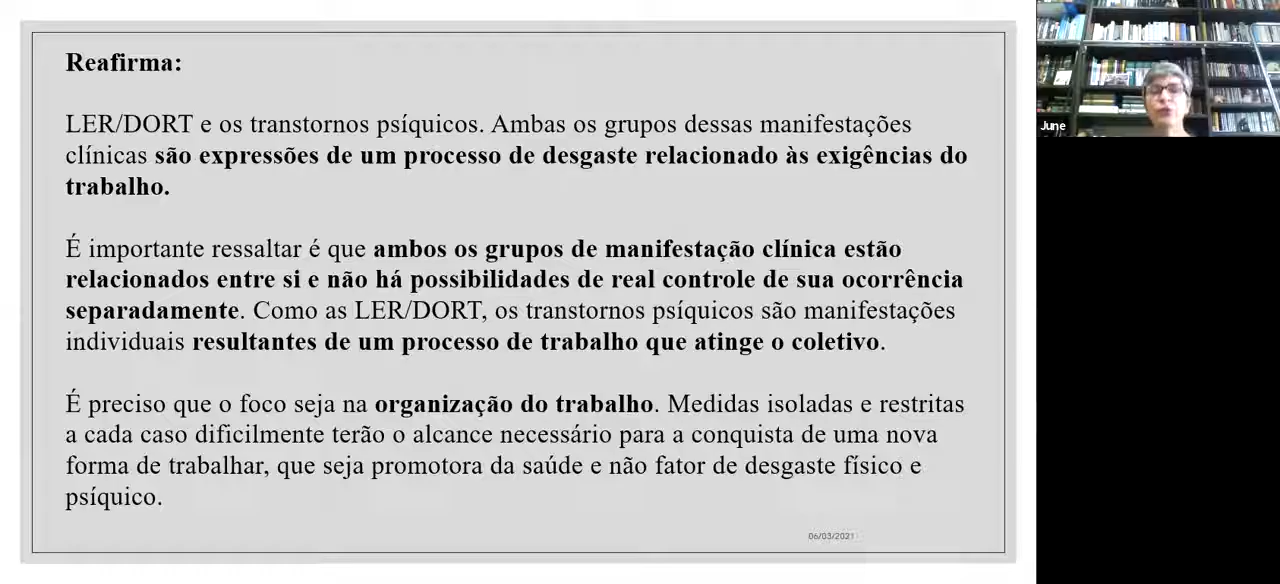 Reafirma:
LER/DORT e os transtornos psíquicos. Ambas os grupos dessas manifestações
clínicas são expressões de um processo de desgaste relacionado às exigências do
trabalho.
É importante ressaltar é que ambos os grupos de manifestação clínica estão
relacionados entre si e não há possibilidades de real controle de sua ocorrência
separadamente. Como as LER/DORT, os transtornos psíquicos são manifestações
individuais resultantes de um processo de trabalho que atinge o coletivo.
É preciso que o foco seja na organização do trabalho. Medidas isoladas e restritas
a cada caso dificilmente terão o alcance necessário para a conquista de uma nova
forma de trabalhar, que seja promotora da saúde e não fator de desgaste físico e
psíquico.
06/03/2021
June